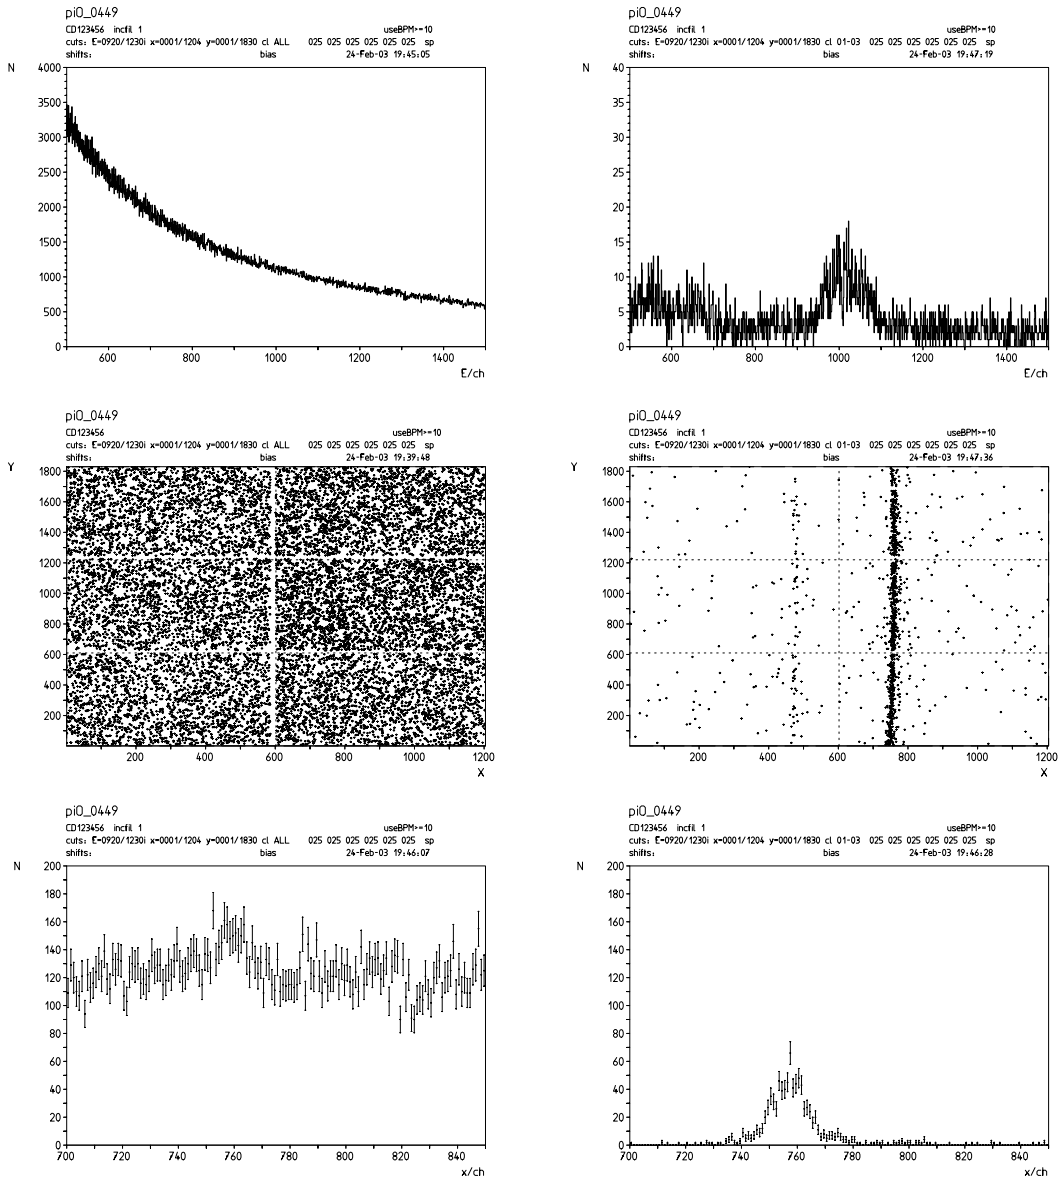 pi0_0449
CD123456 incfil 1 useBPM>=10
cuts: E=0920/1230i x=0001/1204 y=0001/1830 cl ALL 025 025 025 025 025 025 sp
shifts: bias 24-Feb-03 19:45:05
N
4000
3500
3000
2500
2000
1500
1000
500
0
600 800 1000 1200 1400
E/ch
pi0_0449
CD123456 incfil 1 useBPM>=10
cuts: E=0920/1230i x=0001/1204 y=0001/1830 cl 01-03 025 025 025 025 025 025 sp
shifts: bias 24-Feb-03 19:47:19
N
40
35
30
25
20
15
10
5
0
600 800 1000 1200 1400
E/ch
pi0_0449
CD123456 useBPM>=10
cuts: E=0920/1230i x=0001/1204 y=0001/1830 cl ALL 025 025 025 025 025 025 sp
shifts: bias 24-Feb-03 19:39:48
Y
1800
1600
1400
1200
1000
800
600
400
200
200 400 600 800 1000 1200
X
pi0_0449
CD123456 incfil 1 useBPM>=10
cuts: E=0920/1230i x=0001/1204 y=0001/1830 cl 01-03 025 025 025 025 025 025 sp
shifts: bias 24-Feb-03 19:47:36
Y
1800
1600
1400
1200
1000
800
600
400
200
200 400 600 800 1000 1200
X
pi0_0449
CD123456 incfil 1 useBPM>=10
cuts: E=0920/1230i x=0001/1204 y=0001/1830 cl ALL 025 025 025 025 025 025 sp
shifts: bias 24-Feb-03 19:46:07
N
200
180
160
140
120
100
80
60
40
20
0
700 720 740 760 780 800 820 840
x/ch
pi0_0449
CD123456 incfil 1 useBPM>=10
cuts: E=0920/1230i x=0001/1204 y=0001/1830 cl 01-03 025 025 025 025 025 025 sp
shifts: bias 24-Feb-03 19:46:28
N
200
180
160
140
120
100
80
60
40
20
0
700 720 740 760 780 800 820 840
x/ch